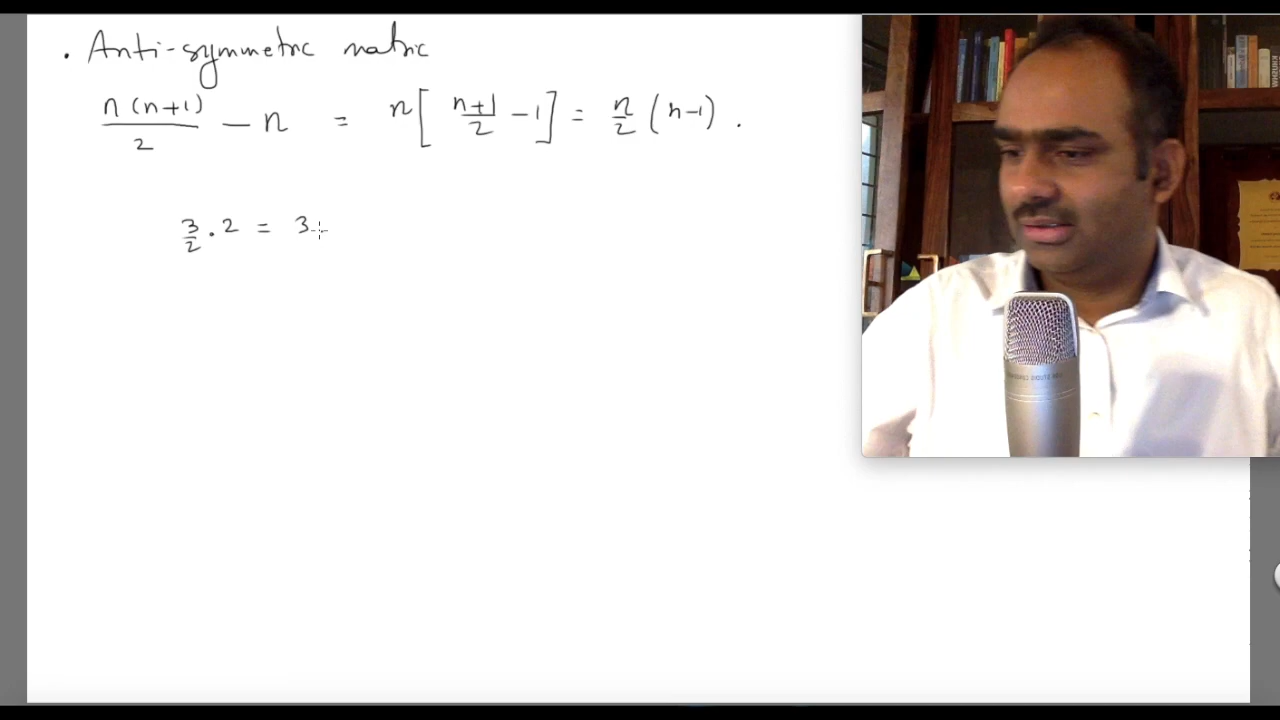 . Anti-symmetric matric
n(n+1)/2 - n = n[ n+1/2 - 1 ] = n/2 (n-1) .
3/2 . 2 = 3